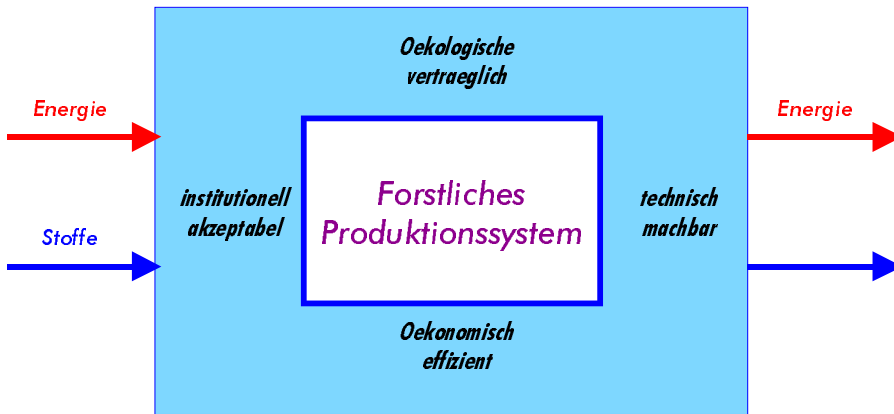 Oekologische
vertraeglich
Energie
Energie
institutionell
akzeptabel
Forstliches
Produktionssystem
technisch
machbar
Stoffe
Oekonomisch
effizient